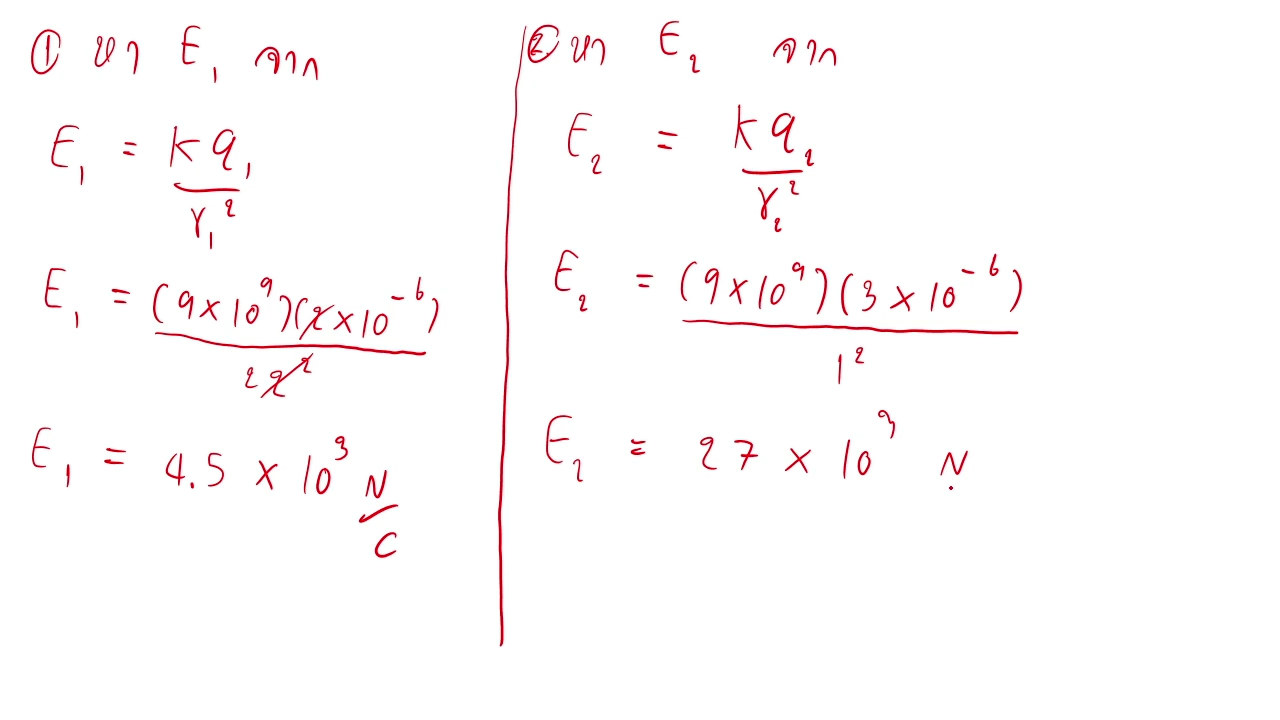 ① หา E₁ จาก
E₁ = kq₁/r₁²
E₁ = (9×10⁹)(2×10⁻⁶)/2²  2
E₁ = 4.5 × 10³ N/C
② หา E₂ จาก
E₂ = kq₂/r₂²
E₂ = (9×10⁹)(3×10⁻⁶)/1²
E₂ = 27 × 10³ N